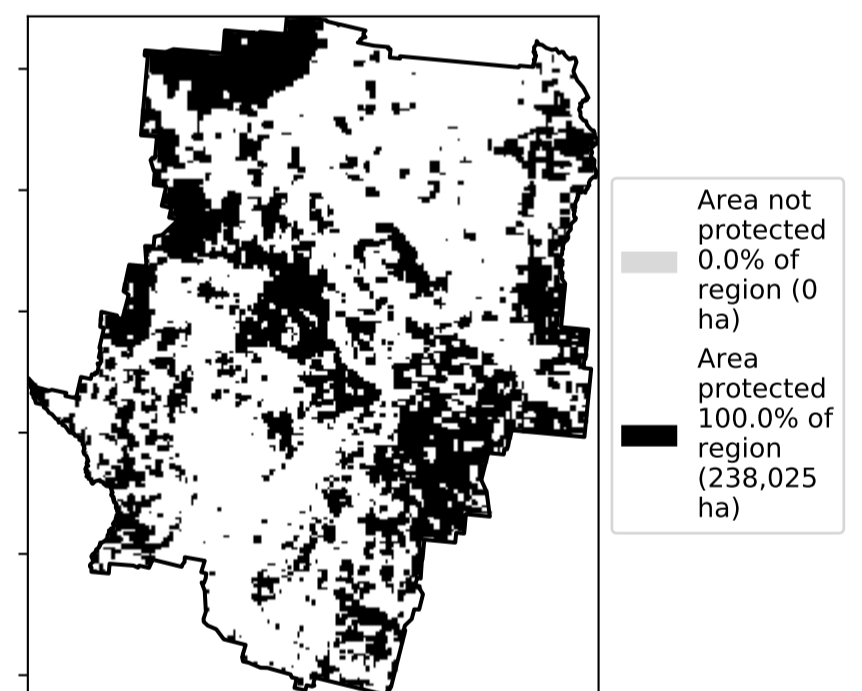 Area not
protected
0.0% of
region (0
ha)
Area
protected
100.0% of
region
(238,025
ha)